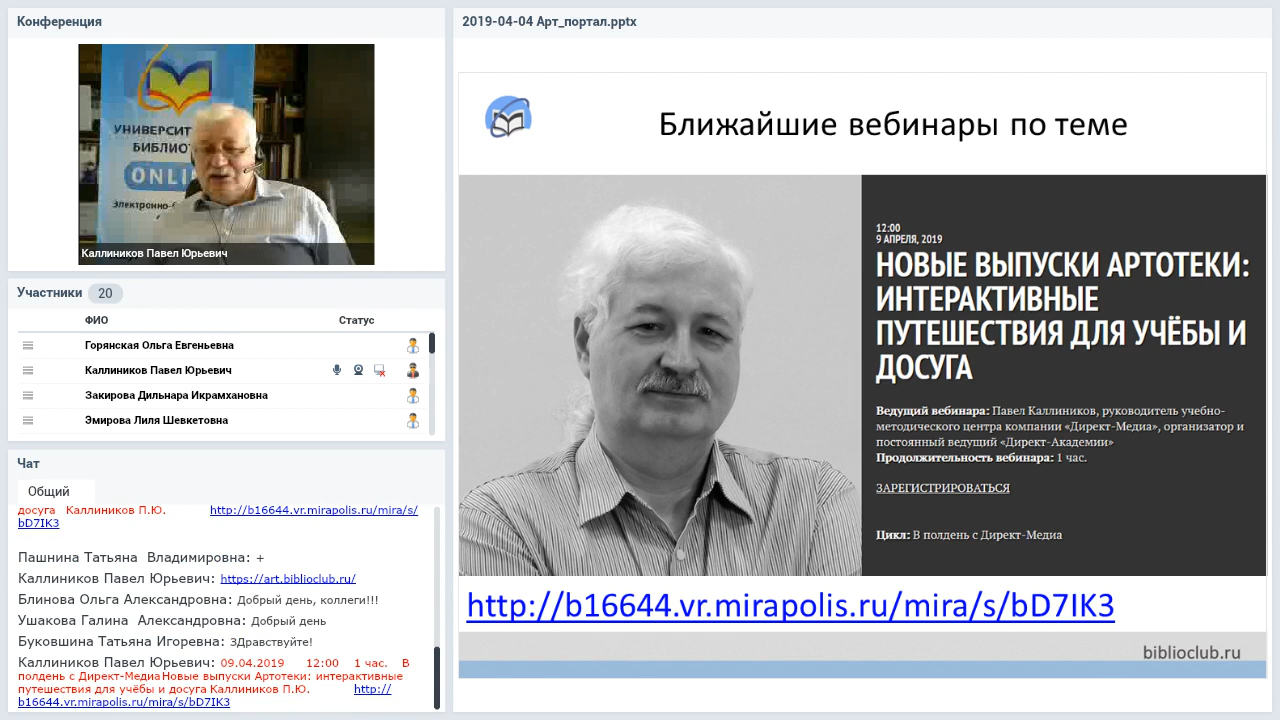 Конференция
УНИВЕРСИТ
БИБЛИО
ONLI
Электронно-б
Каллиников Павел Юрьевич
Участники 20
ФИО Статус
Горянская Ольга Евгеньевна
Каллиников Павел Юрьевич
Закирова Дильнара Икрамхановна
Эмирова Лиля Шевкетовна
Чат
Общий
досуга Каллиников П.Ю. http://b16644.vr.mirapolis.ru/mira/s/
bD7IK3
Пашнина Татьяна Владимировна: +
Каллиников Павел Юрьевич: https://art.biblioclub.ru/
Блинова Ольга Александровна: Добрый день, коллеги!!!
Ушакова Галина Александровна: Добрый день
Буковшина Татьяна Игоревна: ЗДравствуйте!
Каллиников Павел Юрьевич: 09.04.2019 12:00 1 час. В
полдень с Директ-Медиа Новые выпуски Артотеки: интерактивные
путешествия для учёбы и досуга Каллиников П.Ю. http://
b16644.vr.mirapolis.ru/mira/s/bD7IK3
2019-04-04 Арт_портал.pptx
Ближайшие вебинары по теме
12:00
9 АПРЕЛЯ, 2019
НОВЫЕ ВЫПУСКИ АРТОТЕКИ:
ИНТЕРАКТИВНЫЕ
ПУТЕШЕСТВИЯ ДЛЯ УЧЁБЫ И
ДОСУГА
Ведущий вебинара: Павел Каллиников, руководитель учебно-
методического центра компании «Директ-Медиа», организатор и
постоянный ведущий «Директ-Академии»
Продолжительность вебинара: 1 час.
ЗАРЕГИСТРИРОВАТЬСЯ
Цикл: В полдень с Директ-Медиа
http://b16644.vr.mirapolis.ru/mira/s/bD7IK3
biblioclub.ru